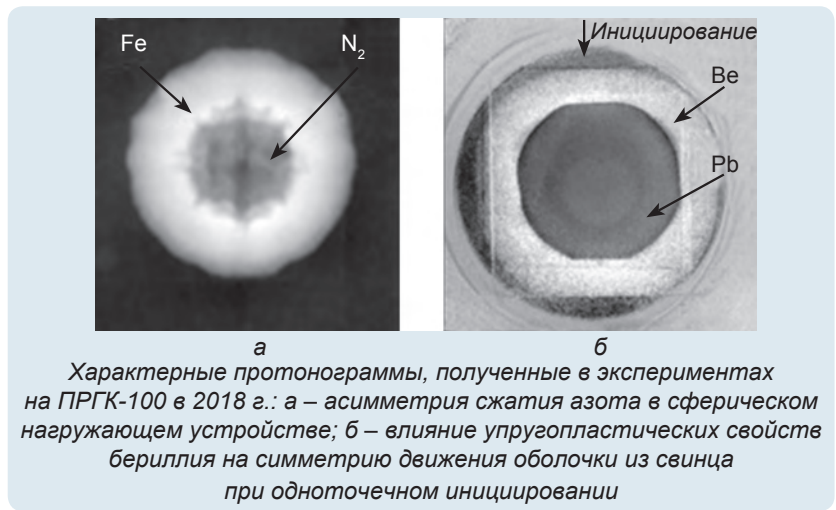 Fe
N2
Инициирование
Be
Pb
а
б
Характерные протонограммы, полученные в экспериментах
на ПРГК-100 в 2018 г.: а – асимметрия сжатия азота в сферическом
нагружающем устройстве; б – влияние упругопластических свойств
бериллия на симметрию движения оболочки из свинца
при одноточечном инициировании